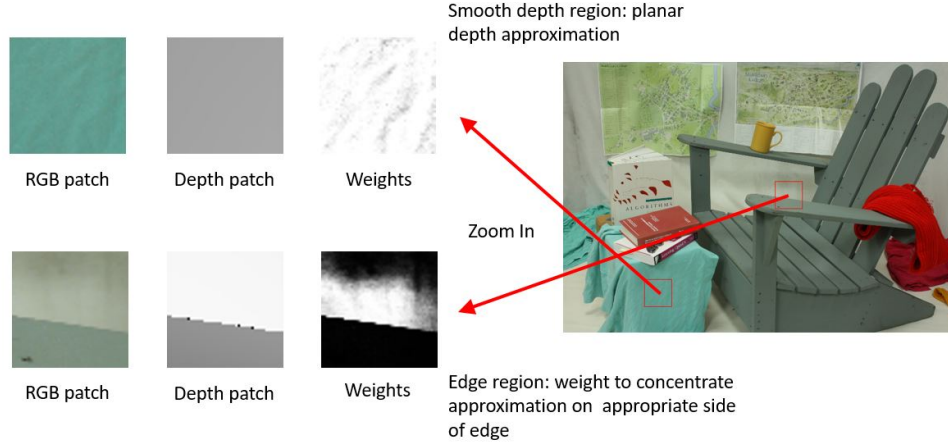 Smooth depth region: planar
depth approximation
RGB patch
Depth patch
Weights
ALGORITHMS
Zoom In
RGB patch
Depth patch
Weights
Edge region: weight to concentrate
approximation on appropriate side
of edge